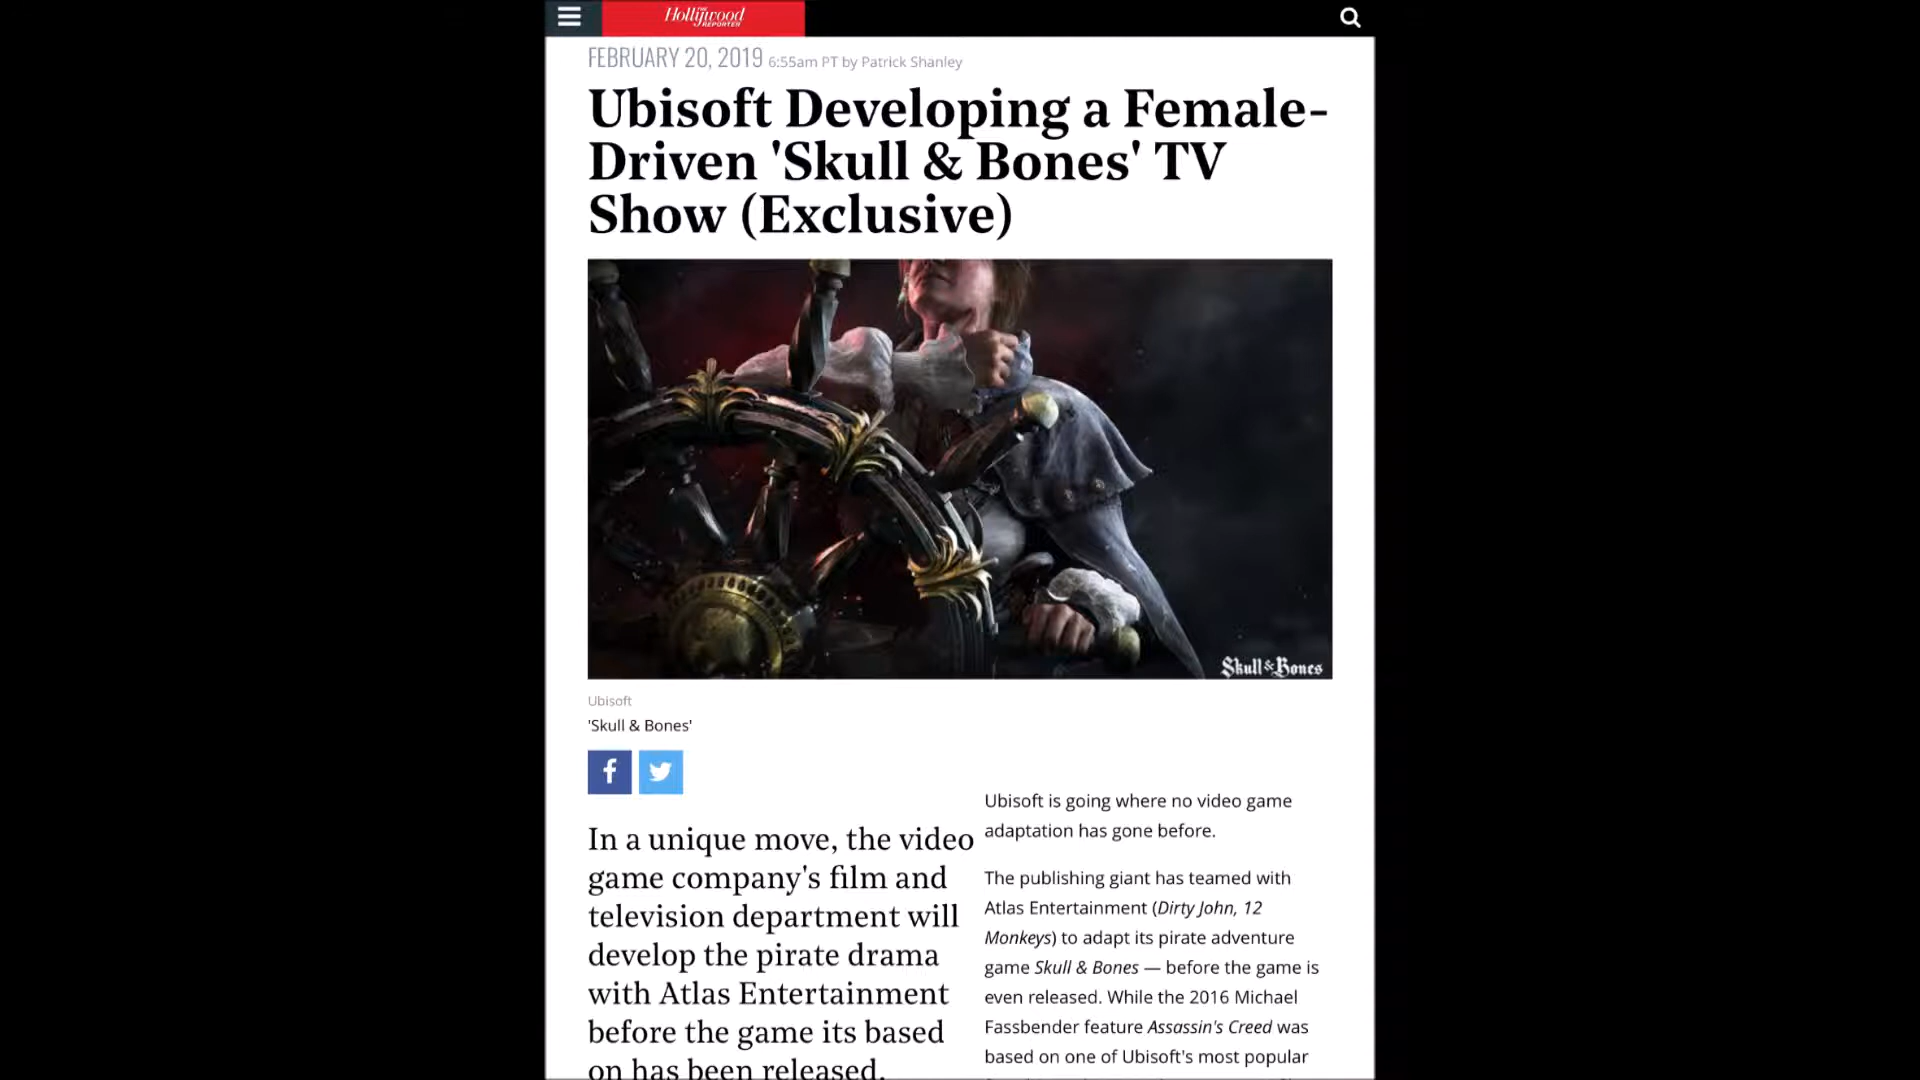 The Hollywood REPORTER
FEBRUARY 20, 2019 6:55am PT by Patrick Shanley
Ubisoft Developing a Female-
Driven 'Skull & Bones' TV
Show (Exclusive)
Skull & Bones
Ubisoft
'Skull & Bones'
In a unique move, the video
game company's film and
television department will
develop the pirate drama
with Atlas Entertainment
before the game its based
on has been released.
Ubisoft is going where no video game
adaptation has gone before.
The publishing giant has teamed with
Atlas Entertainment (Dirty John, 12
Monkeys) to adapt its pirate adventure
game Skull & Bones — before the game is
even released. While the 2016 Michael
Fassbender feature Assassin's Creed was
based on one of Ubisoft's most popular